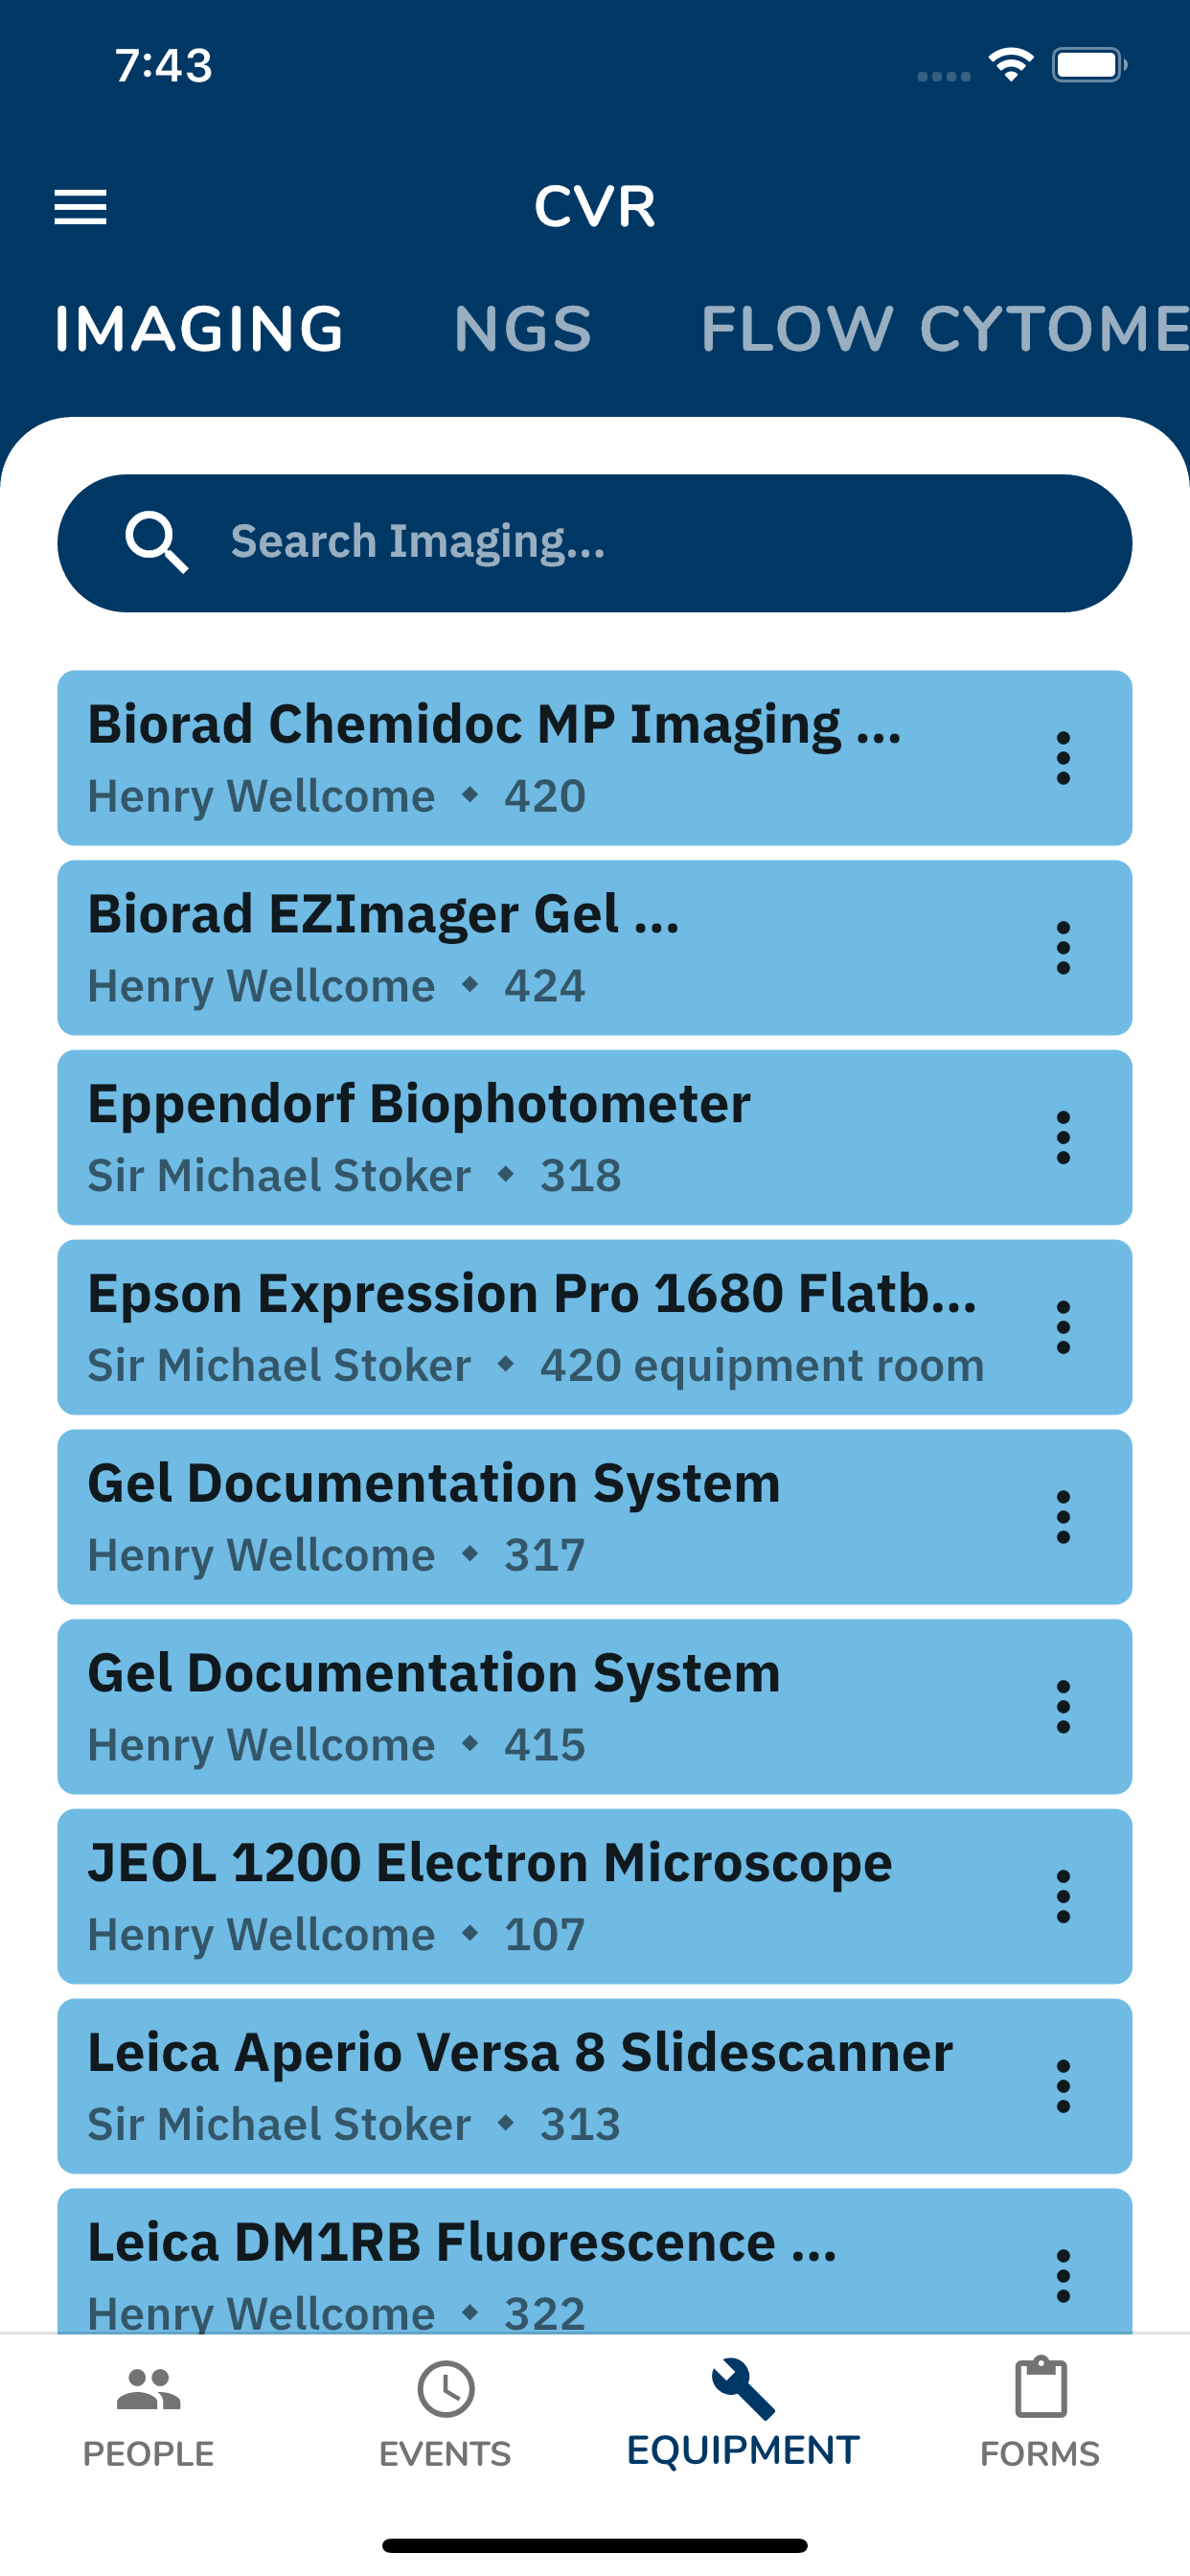 7:43
CVR
IMAGING NGS FLOW CYTOME
Search Imaging...
Biorad Chemidoc MP Imaging ...
Henry Wellcome ◆ 420
Biorad EZImager Gel ...
Henry Wellcome ◆ 424
Eppendorf Biophotometer
Sir Michael Stoker ◆ 318
Epson Expression Pro 1680 Flatb...
Sir Michael Stoker ◆ 420 equipment room
Gel Documentation System
Henry Wellcome ◆ 317
Gel Documentation System
Henry Wellcome ◆ 415
JEOL 1200 Electron Microscope
Henry Wellcome ◆ 107
Leica Aperio Versa 8 Slidescanner
Sir Michael Stoker ◆ 313
Leica DM1RB Fluorescence ...
Henry Wellcome ◆ 322
PEOPLE EVENTS EQUIPMENT FORMS